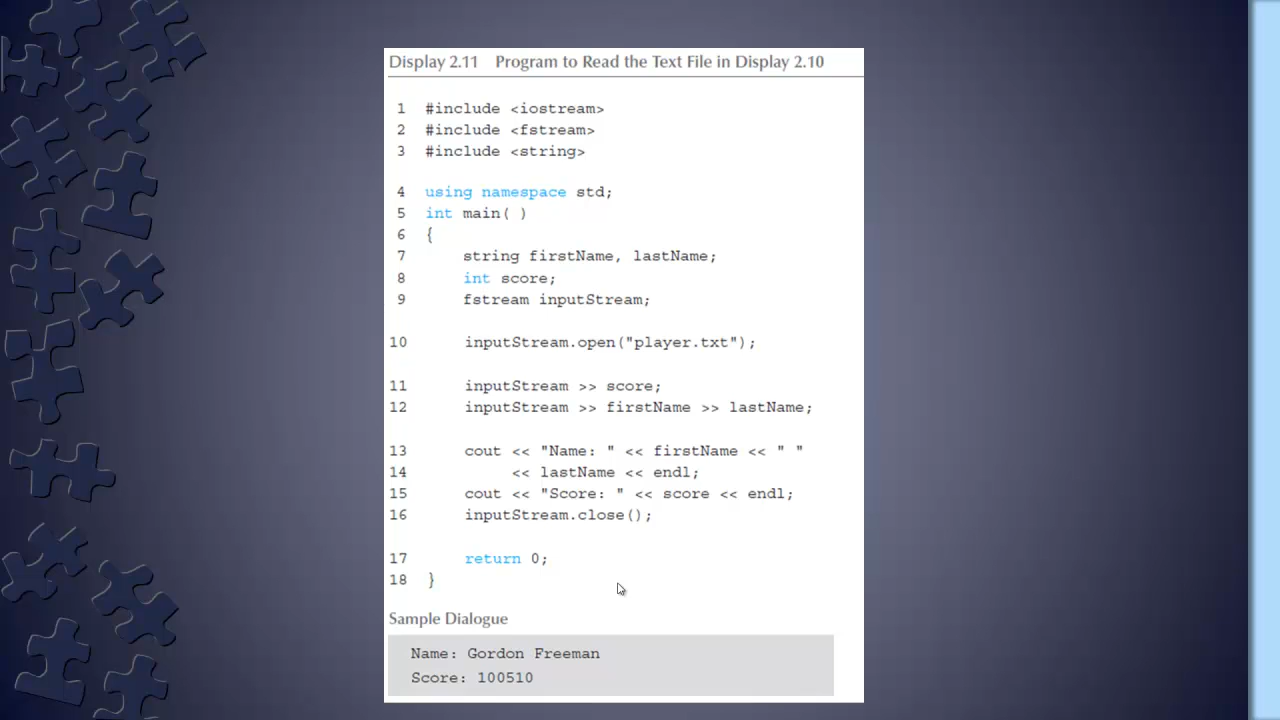 Display 2.11 Program to Read the Text File in Display 2.10
1 #include <iostream>
2 #include <fstream>
3 #include <string>
4 using namespace std;
5 int main( )
6 {
7 string firstName, lastName;
8 int score;
9 fstream inputStream;
10 inputStream.open("player.txt");
11 inputStream >> score;
12 inputStream >> firstName >> lastName;
13 cout << "Name: " << firstName << " "
14 << lastName << endl;
15 cout << "Score: " << score << endl;
16 inputStream.close();
17 return 0;
18 }
Sample Dialogue
Name: Gordon Freeman
Score: 100510